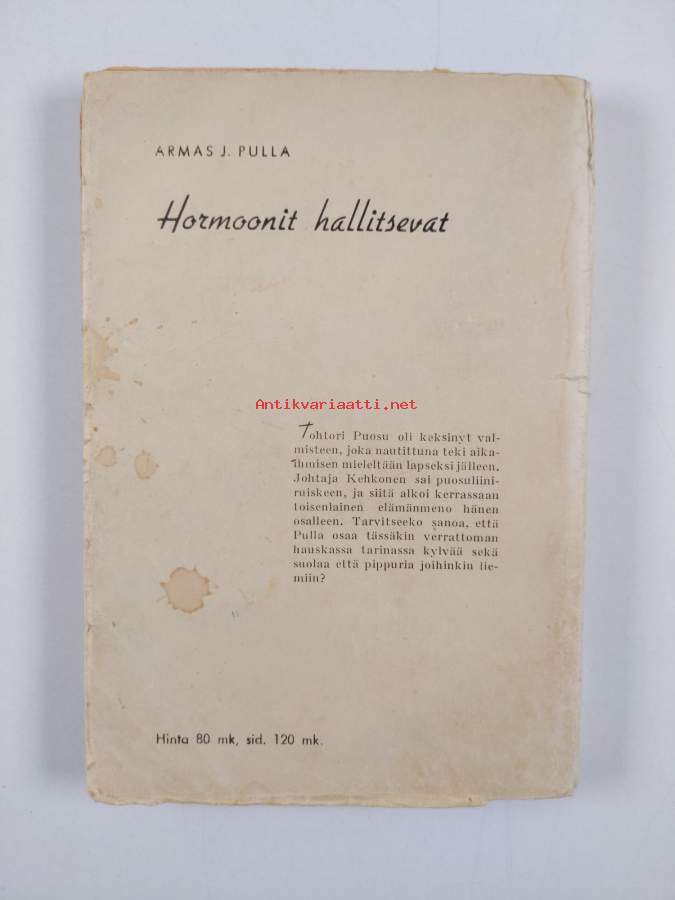 ARMAS J. PULLA
Hormoonit hallitsevat
Antikvariaatti.net
Tohtori Puosu oli keksinyt val-
misteen, joka nautittuna teki aika-
ihmisen mieleltään lapseksi jälleen.
Johtaja Kehkonen sai puosuliini-
ruiskeen, ja siitä alkoi kerrassaan
toisenlainen elämänmeno hänen
osalleen. Tarvitseeko sanoa, että
Pulla osaa tässäkin verrattoman
hauskassa tarinassa kylvää sekä
suolaa että pippuria joihinkin lie-
miin?
Hinta 80 mk, sid. 120 mk.